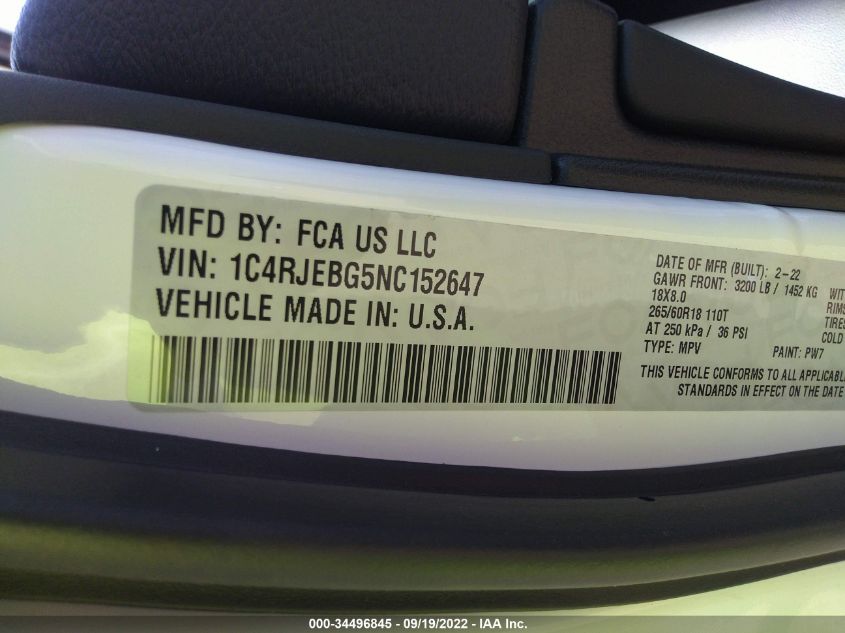 MFD BY: FCA US LLC
VIN: 1C4RJEBG5NC152647
VEHICLE MADE IN: U.S.A.
DATE OF MFR (BUILT): 2-22
GAWR FRONT: 3200 LB / 1452 KG WIT
18X8.0 RIMS
265/60R18 110T TIRES
AT 250 kPa / 36 PSI COLD
TYPE: MPV PAINT: PW7
THIS VEHICLE CONFORMS TO ALL APPLICABLE
STANDARDS IN EFFECT ON THE DATE
000-34496845 - 09/19/2022 - IAA Inc.